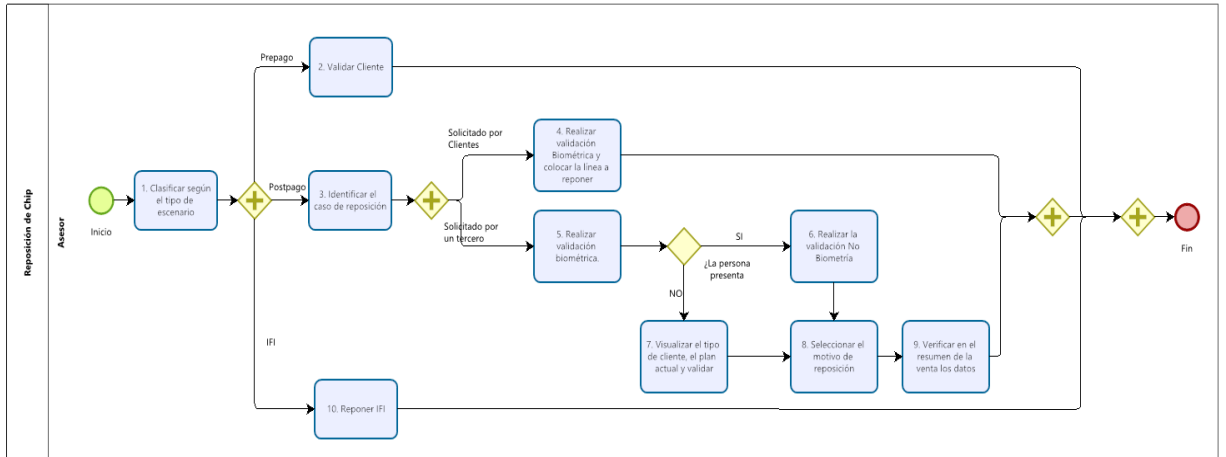 Reposición de Chip
Asesor
Inicio
1. Clasificar según
el tipo de
escenario
Prepago
2. Validar Cliente
Postpago
3. Identificar el
caso de reposición
Solicitado por
Clientes
4. Realizar
validación
Biométrica y
colocar la línea a
reponer
Solicitado por
un tercero
5. Realizar
validación
biométrica.
SI
¿La persona
presenta
NO
6. Realizar la
validación No
Biometría
7. Visualizar el tipo
de cliente, el plan
actual y validar
8. Seleccionar el
motivo de
reposición
9. Verificar en el
resumen de la
venta los datos
IFI
10. Reponer IFI
Fin